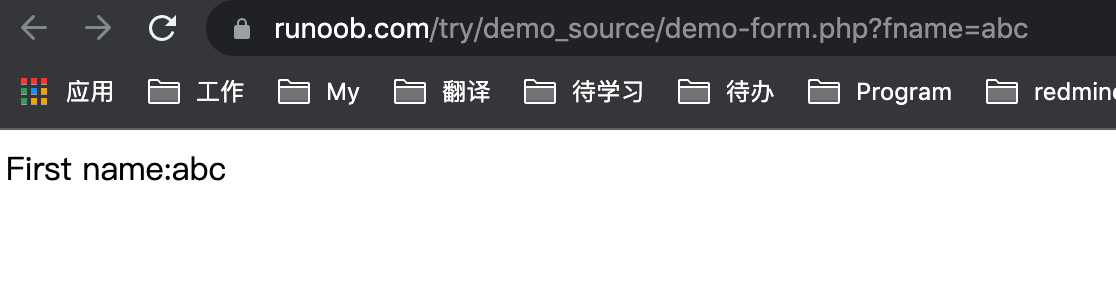 runoob.com/try/demo_source/demo-form.php?fname=abc
应用 工作 My 翻译 待学习 待办 Program redmine
First name:abc